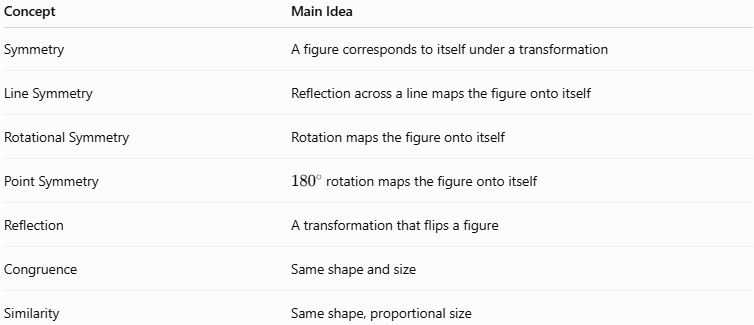 Concept Main Idea
Symmetry A figure corresponds to itself under a transformation
Line Symmetry Reflection across a line maps the figure onto itself
Rotational Symmetry Rotation maps the figure onto itself
Point Symmetry 180° rotation maps the figure onto itself
Reflection A transformation that flips a figure
Congruence Same shape and size
Similarity Same shape, proportional size